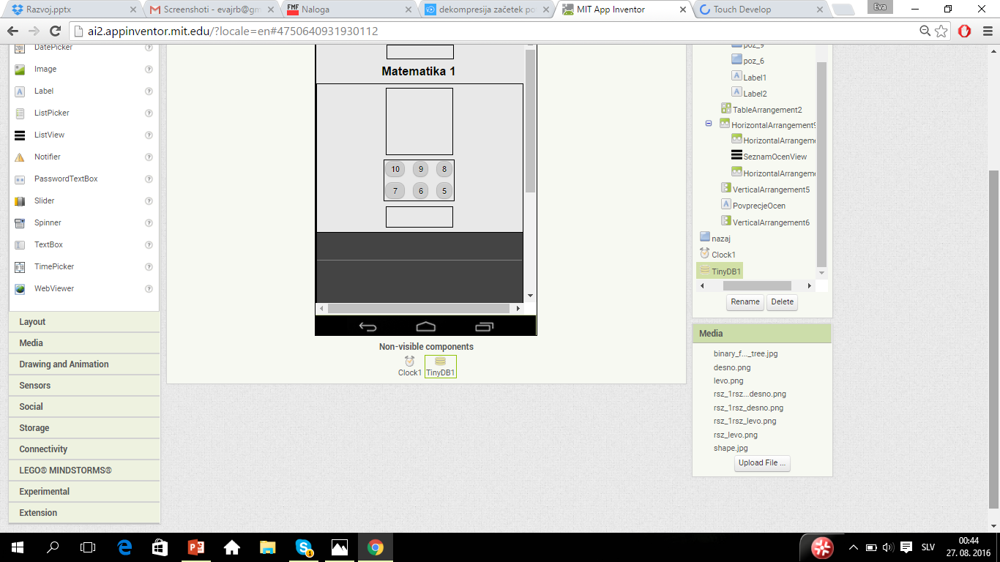 Razvoj.pptx
Screenshoti - evajrb@gm
FMF Naloga
dekompresija začetek po
MIT App Inventor
Touch Develop
Eva
ai2.appinventor.mit.edu/?locale=en#4750640931930112
DatePicker
Image
Label
ListPicker
ListView
Notifier
PasswordTextBox
Slider
Spinner
TextBox
TimePicker
WebViewer
Layout
Media
Drawing and Animation
Sensors
Social
Storage
Connectivity
LEGO® MINDSTORMS®
Experimental
Extension
Matematika 1
10 9 8
7 6 5
Non-visible components
Clock1 TinyDB1
poz_9
poz_6
Label1
Label2
TableArrangement2
HorizontalArrangement9
HorizontalArrangeme
SeznamOcenView
HorizontalArrangeme
VerticalArrangement5
PovprecjeOcen
VerticalArrangement6
nazaj
Clock1
TinyDB1
Rename Delete
Media
binary_f..._tree.jpg
desno.png
levo.png
rsz_1rsz...desno.png
rsz_1rsz_desno.png
rsz_1rsz_levo.png
rsz_levo.png
shape.jpg
Upload File ...
1
SLV
00:44
27. 08. 2016